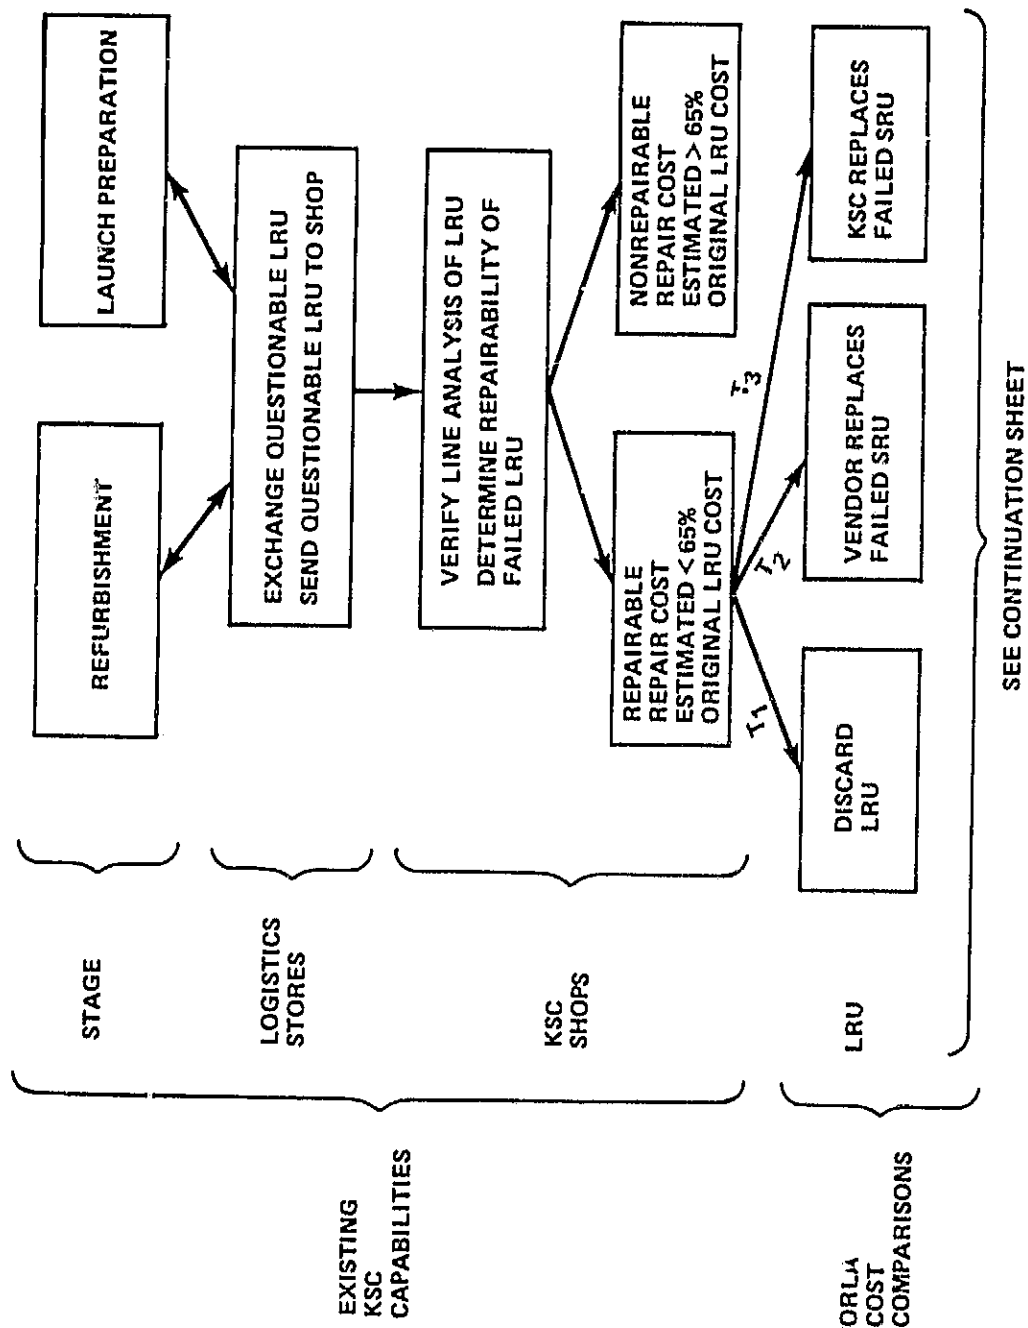 EXISTING
KSC
CAPABILITIES
STAGE
REFURBISHMENT
LAUNCH PREPARATION
LOGISTICS
STORES
EXCHANGE QUESTIONABLE LRU
SEND QUESTIONABLE LRU TO SHOP
KSC
SHOPS
VERIFY LINE ANALYSIS OF LRU
DETERMINE REPAIRABILITY OF
FAILED LRU
REPAIRABLE
REPAIR COST
ESTIMATED < 65%
ORIGINAL LRU COST
NONREPAIRABLE
REPAIR COST
ESTIMATED > 65%
ORIGINAL LRU COST
T1
T2
T3
ORLA
COST
COMPARISONS
LRU
DISCARD
LRU
VENDOR REPLACES
FAILED SRU
KSC REPLACES
FAILED SRU
SEE CONTINUATION SHEET